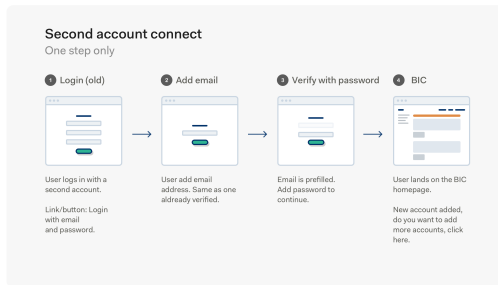 Second account connect
One step only
1 Login (old)
2 Add email
3 Verify with password
4 BIC
User logs in with a
second account.
Link/button: Login
with email
and password.
User add email
address. Same as one
aldready verified.
Email is prefilled.
Add password to
continue.
User lands on the BIC
homepage.
New account added,
do you want to add
more accounts, click
here.